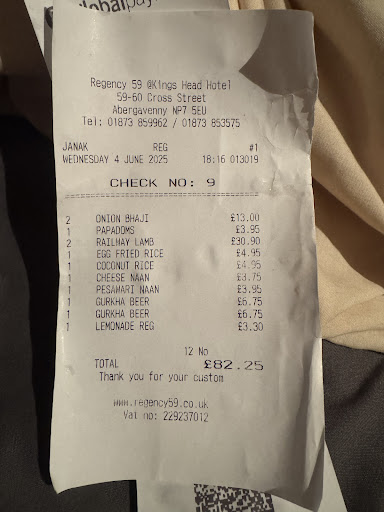 globalpay
Regency 59 @Kings Head Hotel
59-60 Cross Street
Abergavenny NP7 5EU
Tel: 01873 859962 / 01873 853575
JANAK REG #1
WEDNESDAY 4 JUNE 2025 18:16 013019
CHECK NO: 9
2 ONION BHAJI £13.00
1 PAPADOMS £3.95
2 RAILWAY LAMB £30.90
1 EGG FRIED RICE £4.95
1 COCONUT RICE £4.95
1 CHEESE NAAN £3.75
1 PESAWARI NAAN £3.95
1 GURKHA BEER £6.75
1 GURKHA BEER £6.75
1 LEMONADE REG £3.30
12 No
TOTAL £82.25
Thank you for your custom
www.regency59.co.uk
Vat no: 229237012